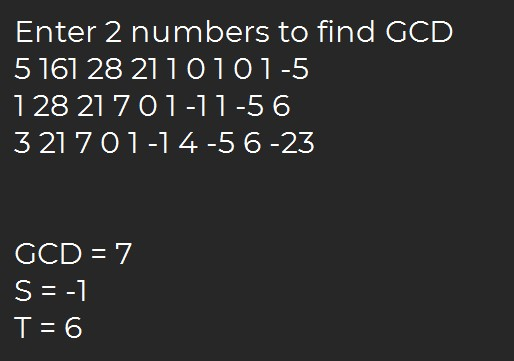 Enter 2 numbers to find GCD
5 161 28 21 1 0 1 0 1 -5
1 28 21 7 0 1 -1 1 -5 6
3 21 7 0 1 -1 4 -5 6 -23
GCD = 7
S = -1
T = 6